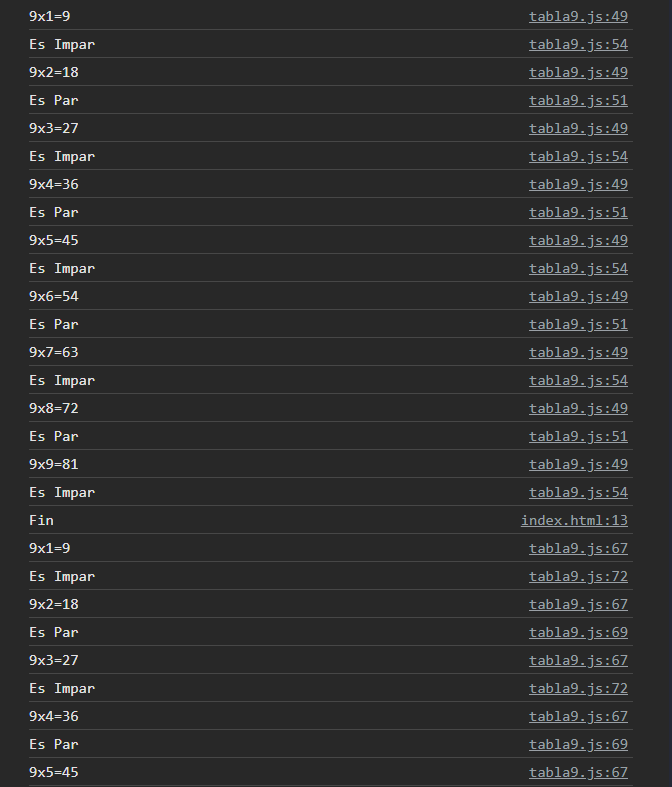 9x1=9 tabla9.js:49
Es Impar tabla9.js:54
9x2=18 tabla9.js:49
Es Par tabla9.js:51
9x3=27 tabla9.js:49
Es Impar tabla9.js:54
9x4=36 tabla9.js:49
Es Par tabla9.js:51
9x5=45 tabla9.js:49
Es Impar tabla9.js:54
9x6=54 tabla9.js:49
Es Par tabla9.js:51
9x7=63 tabla9.js:49
Es Impar tabla9.js:54
9x8=72 tabla9.js:49
Es Par tabla9.js:51
9x9=81 tabla9.js:49
Es Impar tabla9.js:54
Fin index.html:13
9x1=9 tabla9.js:67
Es Impar tabla9.js:72
9x2=18 tabla9.js:67
Es Par tabla9.js:69
9x3=27 tabla9.js:67
Es Impar tabla9.js:72
9x4=36 tabla9.js:67
Es Par tabla9.js:69
9x5=45 tabla9.js:67